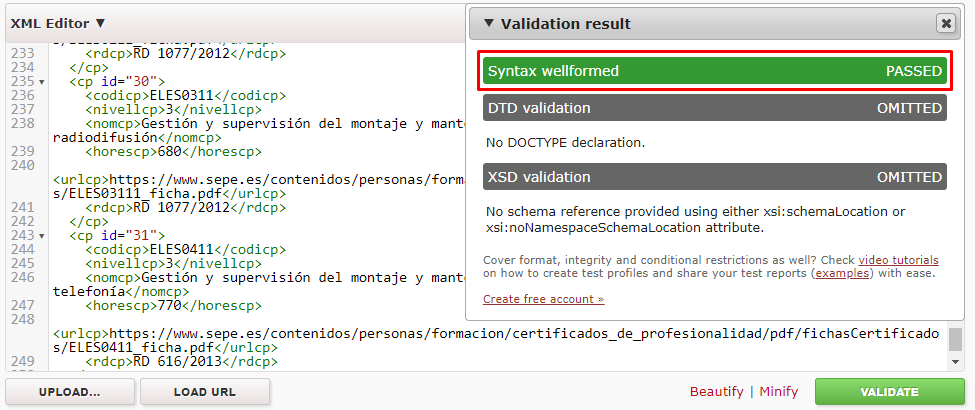 XML Editor ▼
233 <rdcp>RD 1077/2012</rdcp>
234 </cp>
235 <cp id="30">
236 <codicp>ELES0311</codicp>
237 <nivellcp>3</nivellcp>
238 <nomcp>Gestión y supervisión del montaje y mant
radiodifusión</nomcp>
239 <horescp>680</horescp>
240
<urlcp>https://www.sepe.es/contenidos/personas/forma
s/ELES03111_ficha.pdf</urlcp>
241 <rdcp>RD 1077/2012</rdcp>
242 </cp>
243 <cp id="31">
244 <codicp>ELES0411</codicp>
245 <nivellcp>3</nivellcp>
246 <nomcp>Gestión y supervisión del montaje y mant
telefonía</nomcp>
247 <horescp>770</horescp>
248
<urlcp>https://www.sepe.es/contenidos/personas/formacion/certificados_de_profesionalidad/pdf/fichasCertificado
s/ELES0411_ficha.pdf</urlcp>
249 <rdcp>RD 616/2013</rdcp>
▼ Validation result
Syntax wellformed PASSED
DTD validation OMITTED
No DOCTYPE declaration.
XSD validation OMITTED
No schema reference provided using either xsi:schemaLocation or
xsi:noNamespaceSchemaLocation attribute.
Cover format, integrity and conditional restrictions as well? Check video tutorials
on how to create test profiles and share your test reports (examples) with ease.
Create free account »
UPLOAD... LOAD URL Beautify | Minify VALIDATE